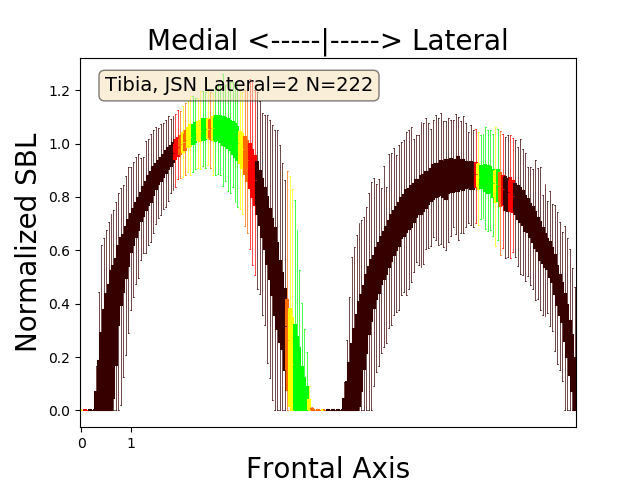 Medial <-----|-----> Lateral
Tibia, JSN Lateral=2 N=222
Normalized SBL
1.2
1.0
0.8
0.6
0.4
0.2
0.0
0 1
Frontal Axis